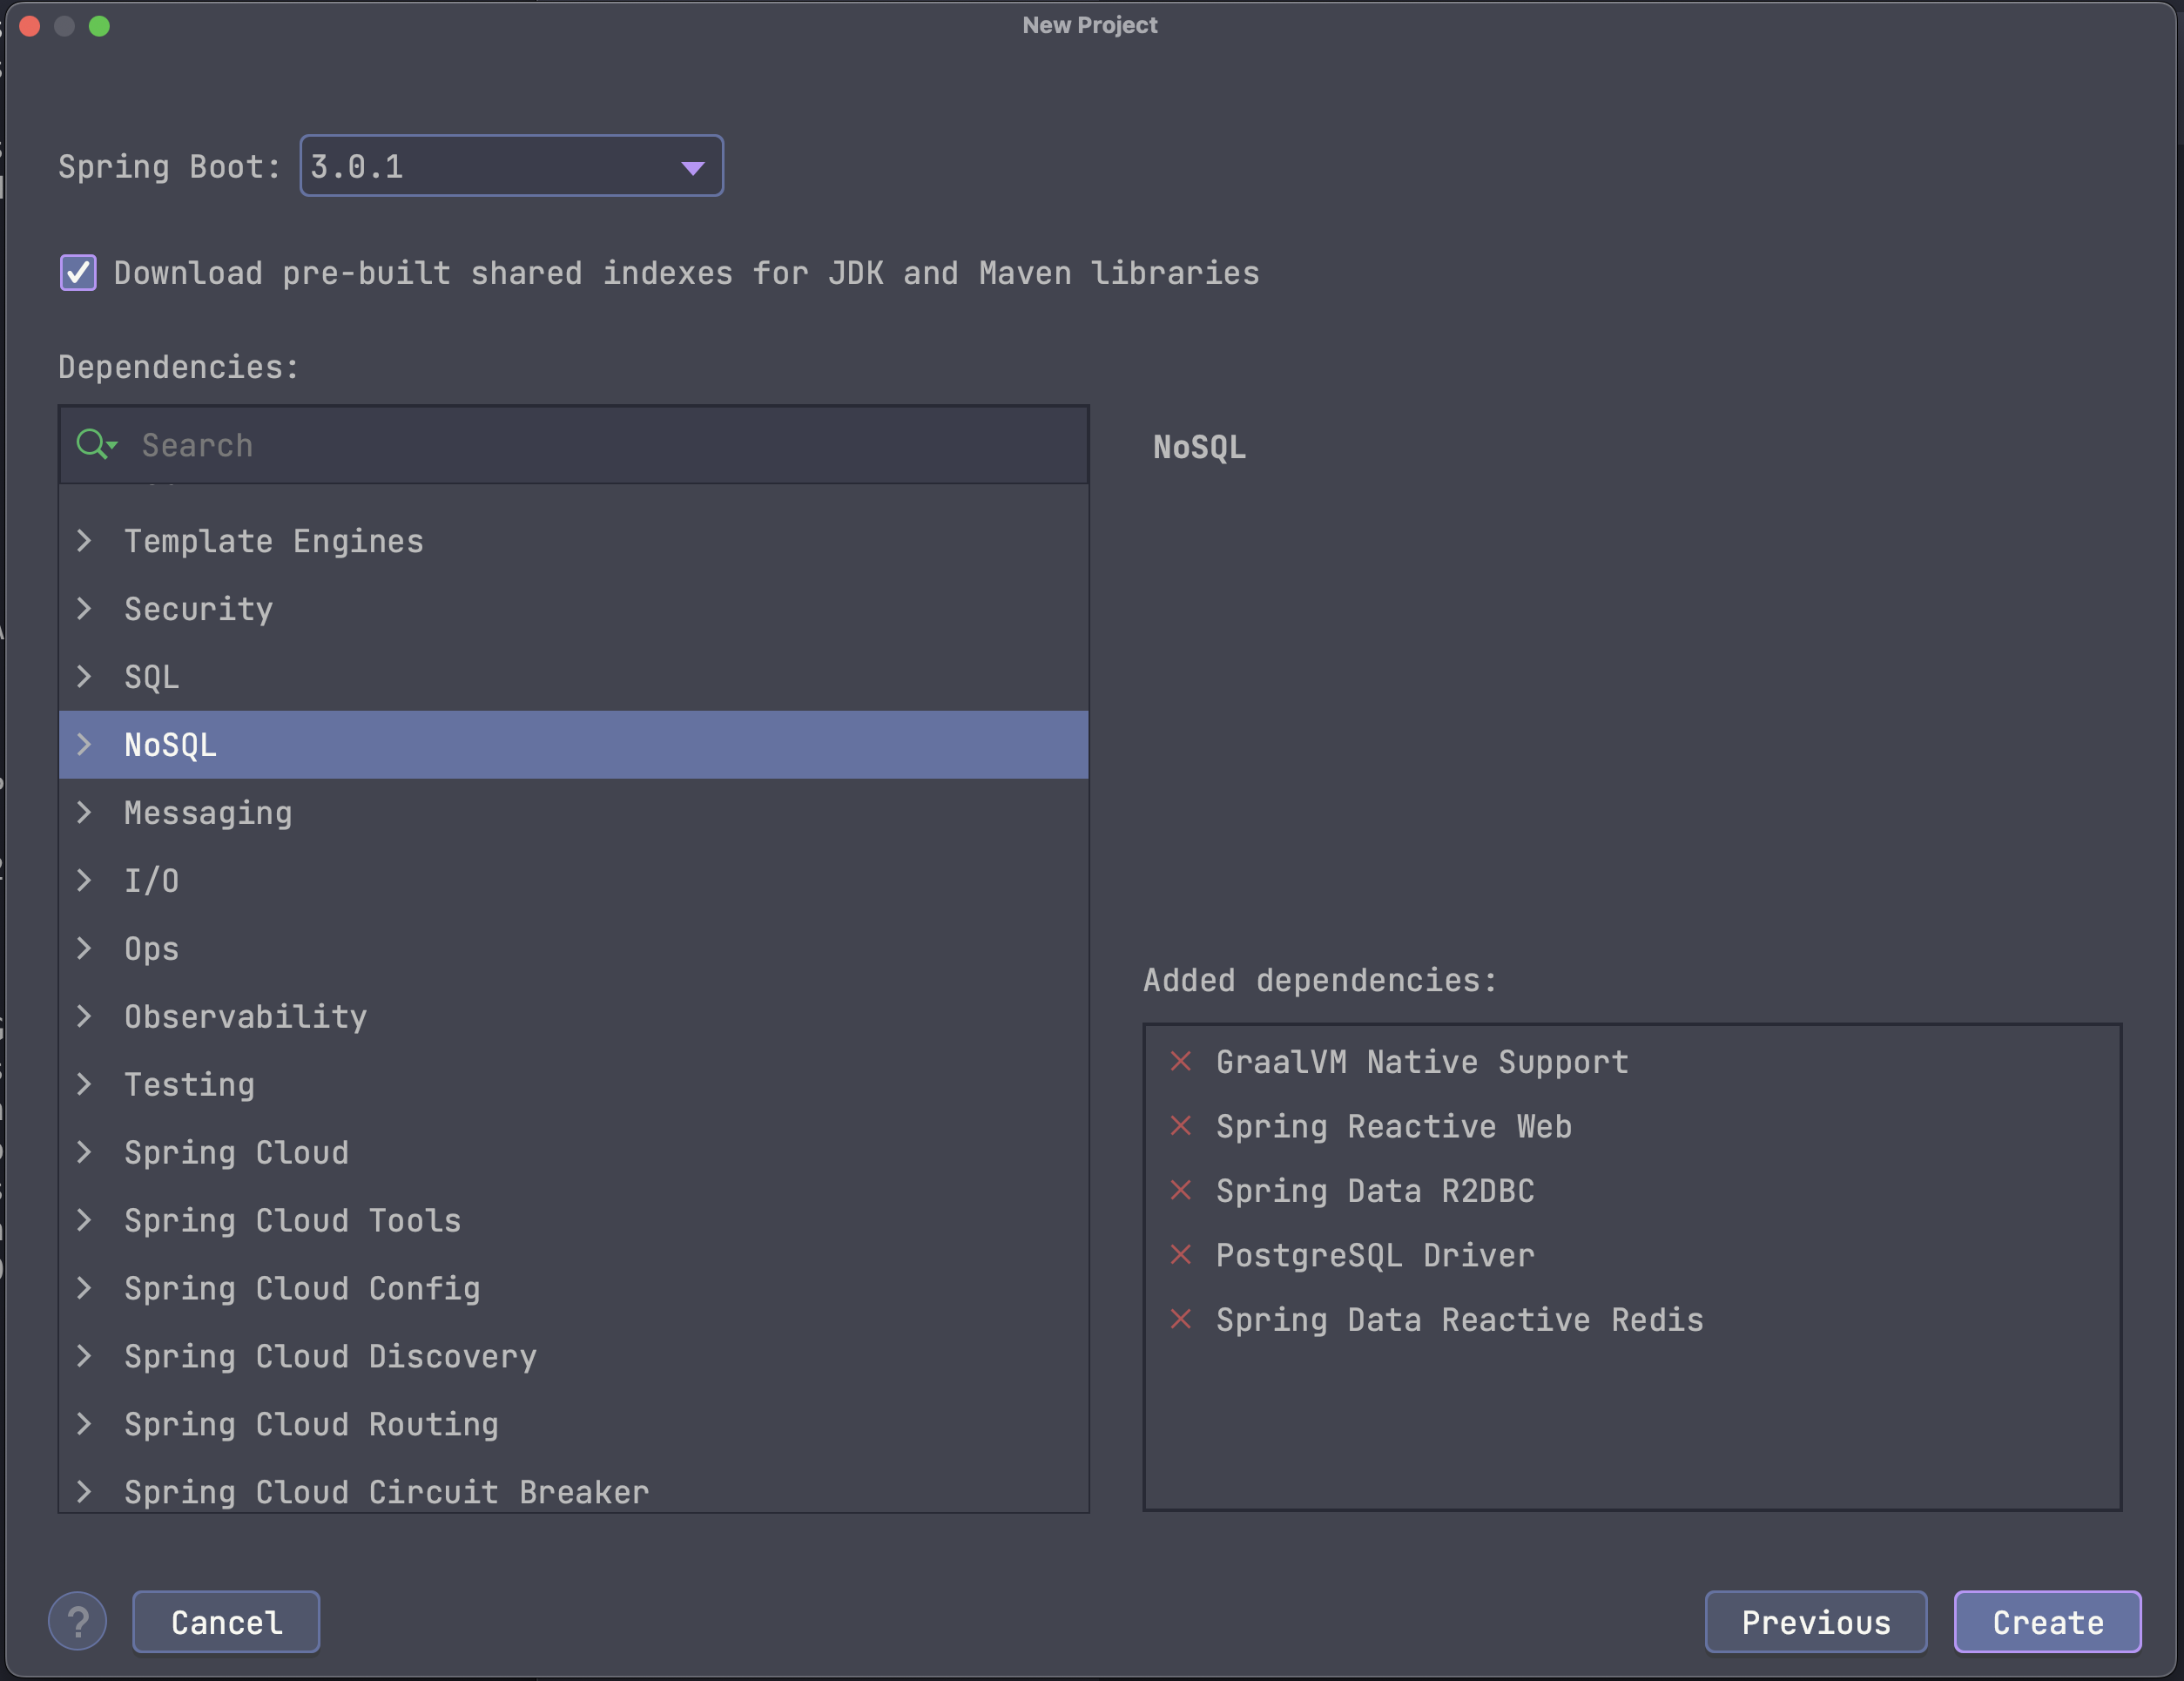 New Project
Spring Boot: 3.0.1
Download pre-built shared indexes for JDK and Maven libraries
Dependencies:
Search
Template Engines
Security
SQL
NoSQL
Messaging
I/O
Ops
Observability
Testing
Spring Cloud
Spring Cloud Tools
Spring Cloud Config
Spring Cloud Discovery
Spring Cloud Routing
Spring Cloud Circuit Breaker
NoSQL
Added dependencies:
GraalVM Native Support
Spring Reactive Web
Spring Data R2DBC
PostgreSQL Driver
Spring Data Reactive Redis
? Cancel Previous Create